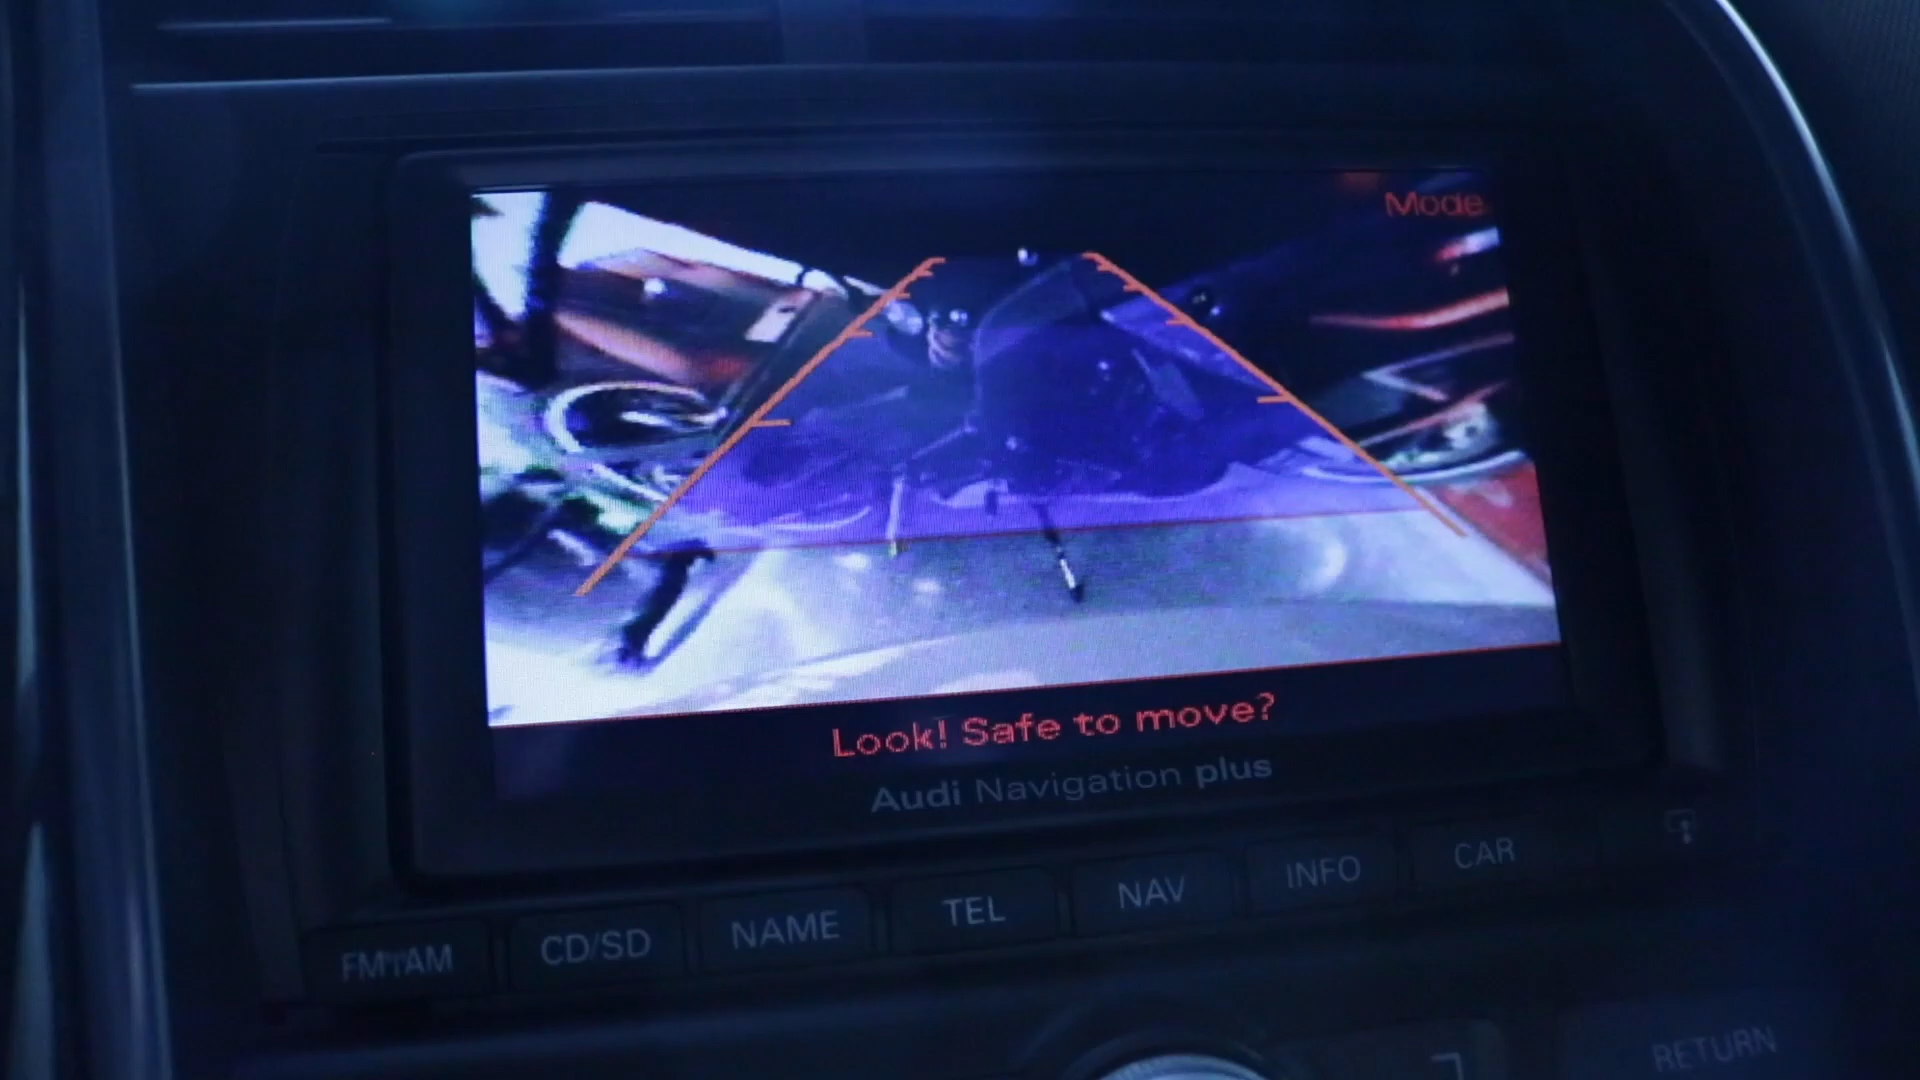 Mode
Look! Safe to move?
Audi Navigation plus
FM/AM CD/SD NAME TEL NAV INFO CAR
RETURN